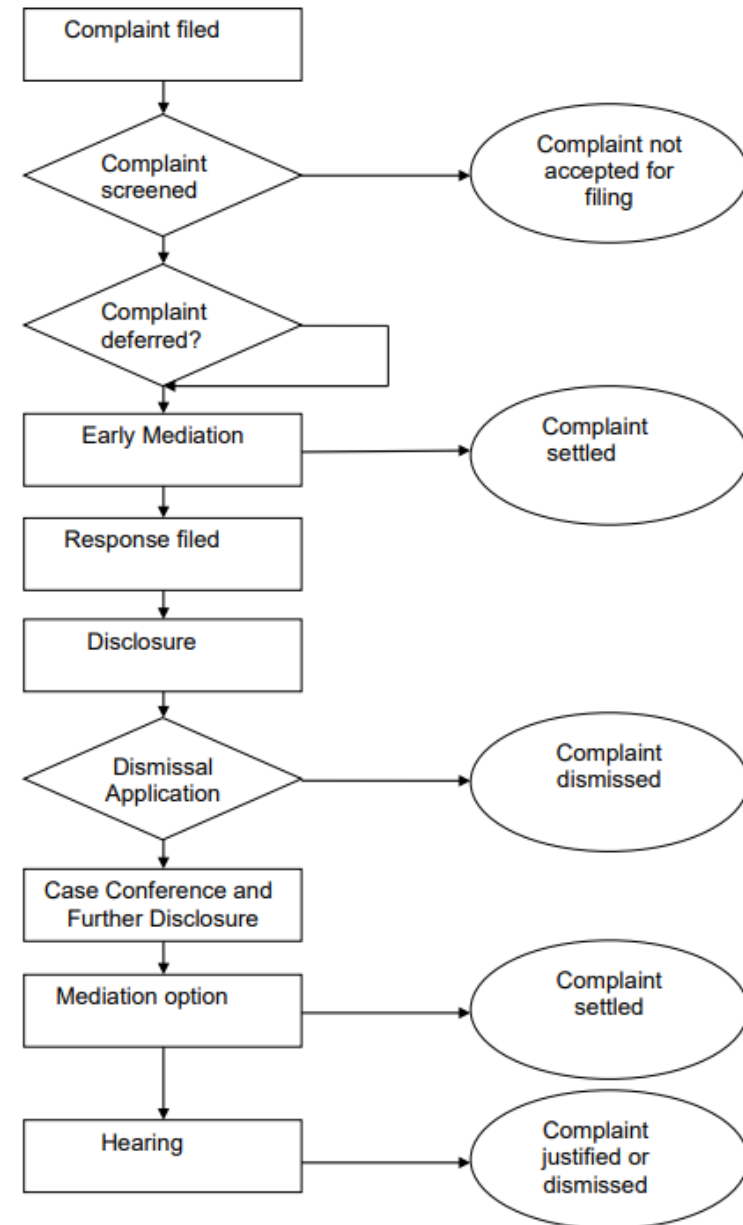 Complaint filed
Complaint
screened
Complaint not
accepted for
filing
Complaint
deferred?
Early Mediation
Complaint
settled
Response filed
Disclosure
Dismissal
Application
Complaint
dismissed
Case Conference and
Further Disclosure
Mediation option
Complaint
settled
Hearing
Complaint
justified or
dismissed